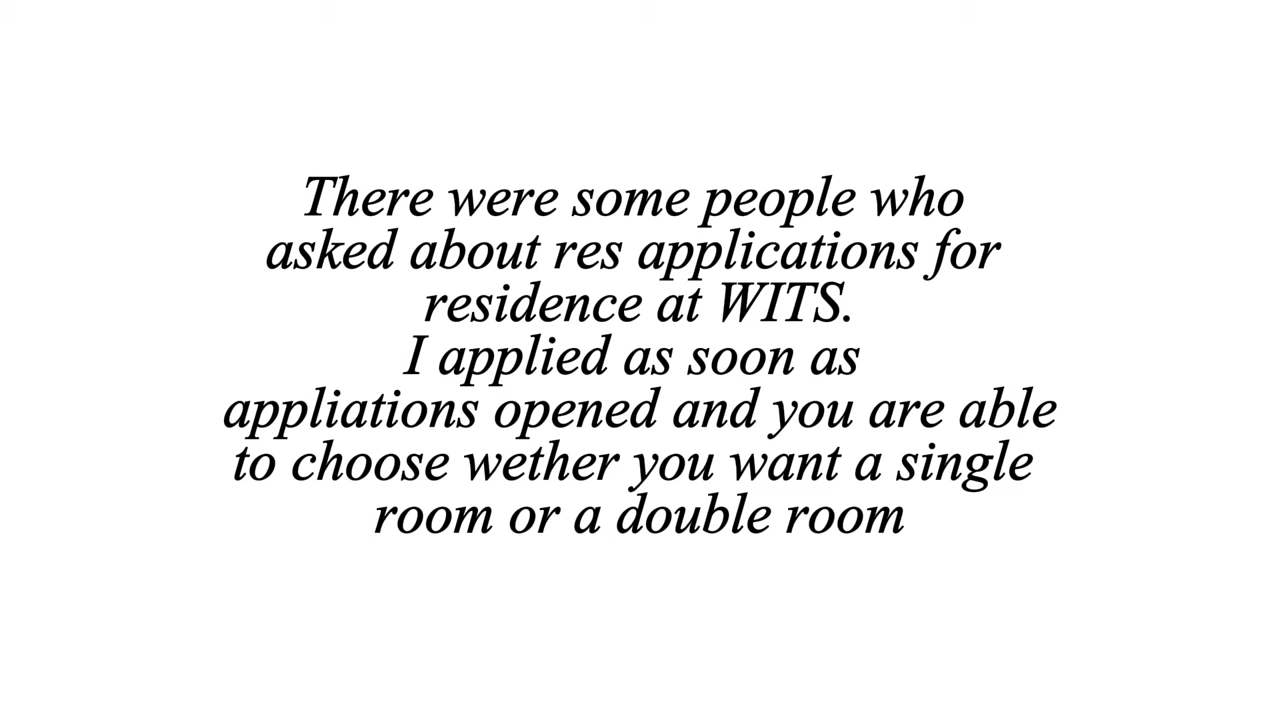 There were some people who
asked about res applications for
residence at WITS.
I applied as soon as
appliations opened and you are able
to choose wether you want a single
room or a double room